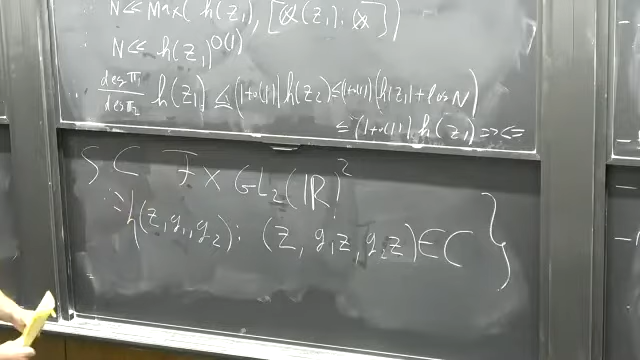 N ≪ Max( h(z₁), [ℚ(z₁):ℚ] )
∴ N ≪ h(z₁)^{O(1)}
deg π₁ / deg π₂ h(z₁) ≤ (1+o(1)) h(z₂) ≤ (1+o(1)) (h(z₁) + log N)
≤ (1+o(1)) h(z₁) ⇒⇐
S ⊂ F × GL₂(ℝ)²
:= {(z, g₁, g₂): (z, g₁z, g₂z) ∈ C }